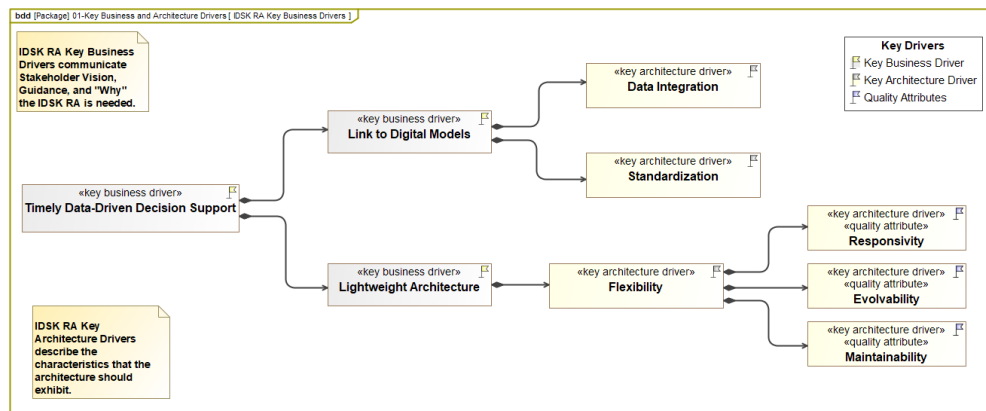 bdd [Package] 01-Key Business and Architecture Drivers [ IDSK RA Key Business Drivers ]
IDSK RA Key Business
Drivers communicate
Stakeholder Vision,
Guidance, and "Why"
the IDSK RA is needed.
Key Drivers
Key Business Driver
Key Architecture Driver
Quality Attributes
«key architecture driver»
Data Integration
«key business driver»
Link to Digital Models
«key architecture driver»
Standardization
«key business driver»
Timely Data-Driven Decision Support
«key business driver»
Lightweight Architecture
«key architecture driver»
Flexibility
«key architecture driver»
«quality attribute»
Responsivity
«key architecture driver»
«quality attribute»
Evolvability
«key architecture driver»
«quality attribute»
Maintainability
IDSK RA Key
Architecture Drivers
describe the
characteristics that the
architecture should
exhibit.